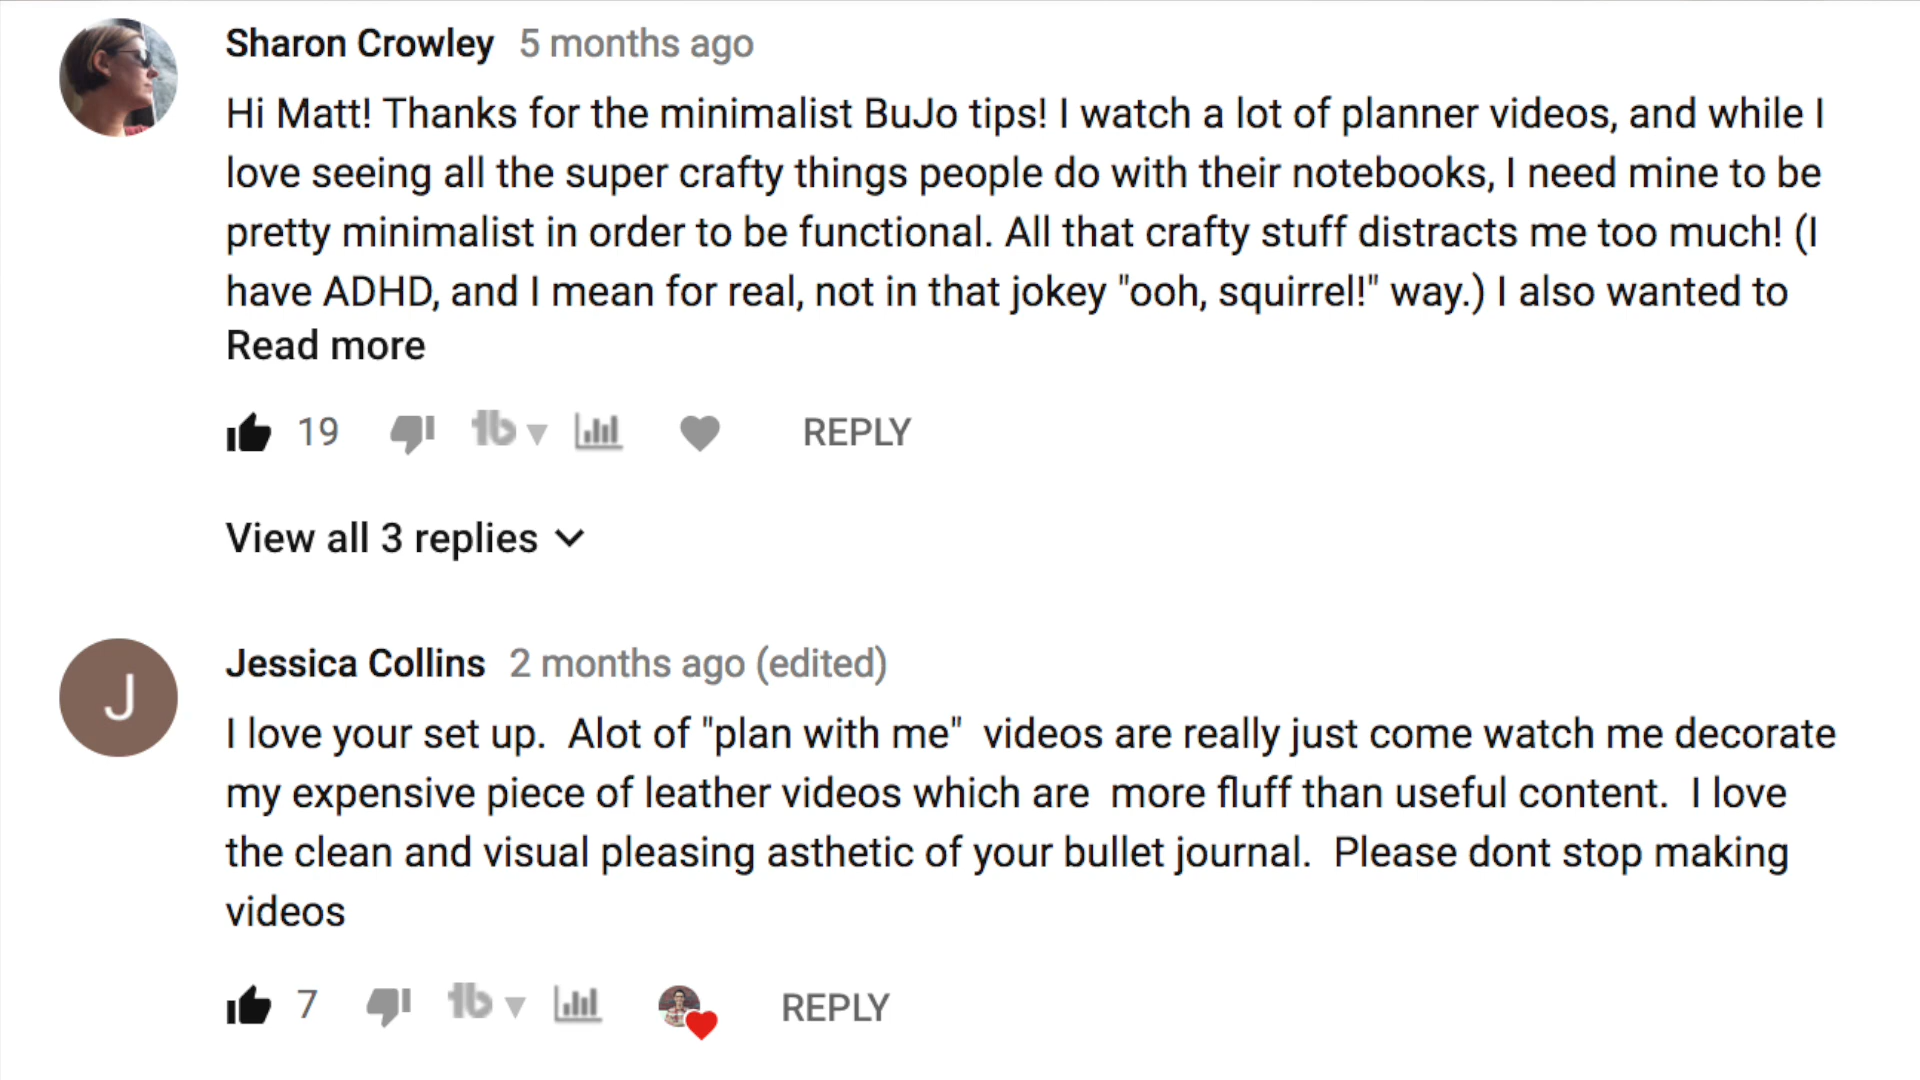 Sharon Crowley 5 months ago
Hi Matt! Thanks for the minimalist BuJo tips! I watch a lot of planner videos, and while I
love seeing all the super crafty things people do with their notebooks, I need mine to be
pretty minimalist in order to be functional. All that crafty stuff distracts me too much! (I
have ADHD, and I mean for real, not in that jokey "ooh, squirrel!" way.) I also wanted to
Read more
19 tb REPLY
View all 3 replies
J
Jessica Collins 2 months ago (edited)
I love your set up.  Alot of "plan with me"  videos are really just come watch me decorate
my expensive piece of leather videos which are  more fluff than useful content.  I love
the clean and visual pleasing asthetic of your bullet journal.  Please dont stop making
videos
7 tb REPLY